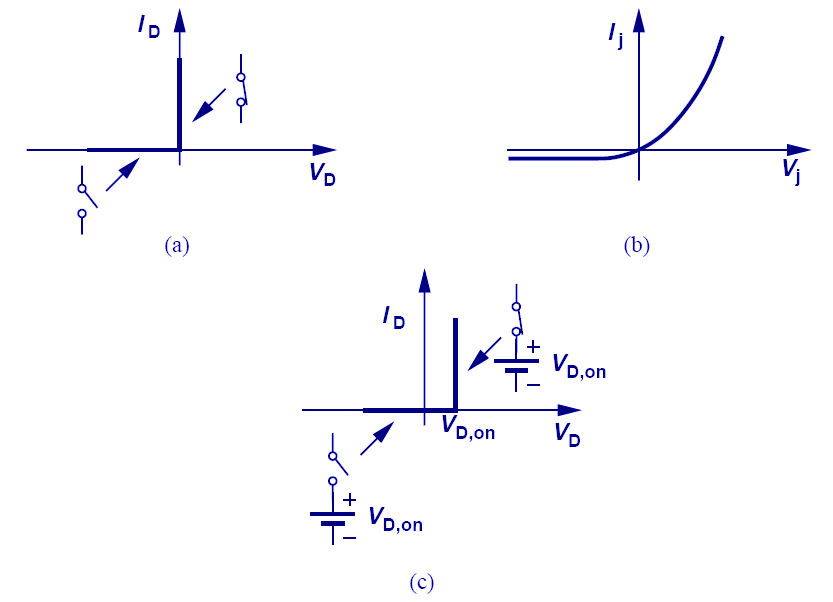 I D
V D
(a)
I j
V j
(b)
I D
+
− V D,on
V D,on
V D
+
− V D,on
(c)